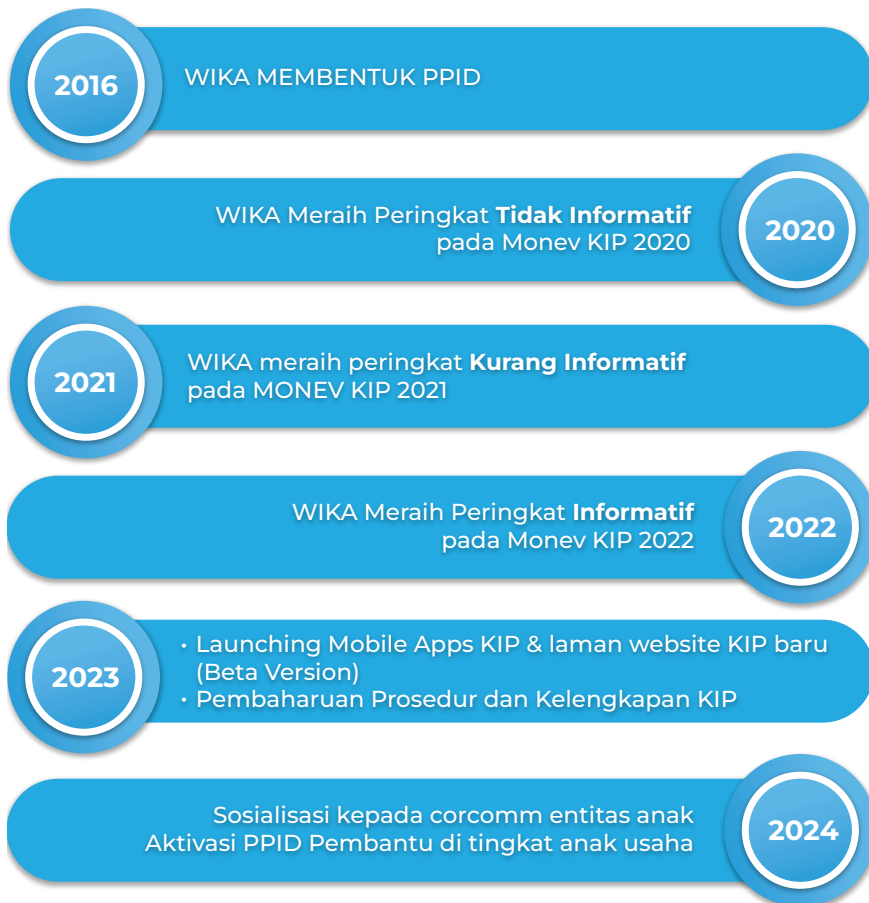 2016
WIKA MEMBENTUK PPID
WIKA Meraih Peringkat Tidak Informatif
pada Monev KIP 2020
2020
2021
WIKA meraih peringkat Kurang Informatif
pada MONEV KIP 2021
WIKA Meraih Peringkat Informatif
pada Monev KIP 2022
2022
2023
• Launching Mobile Apps KIP & laman website KIP baru
(Beta Version)
• Pembaharuan Prosedur dan Kelengkapan KIP
Sosialisasi kepada corcomm entitas anak
Aktivasi PPID Pembantu di tingkat anak usaha
2024